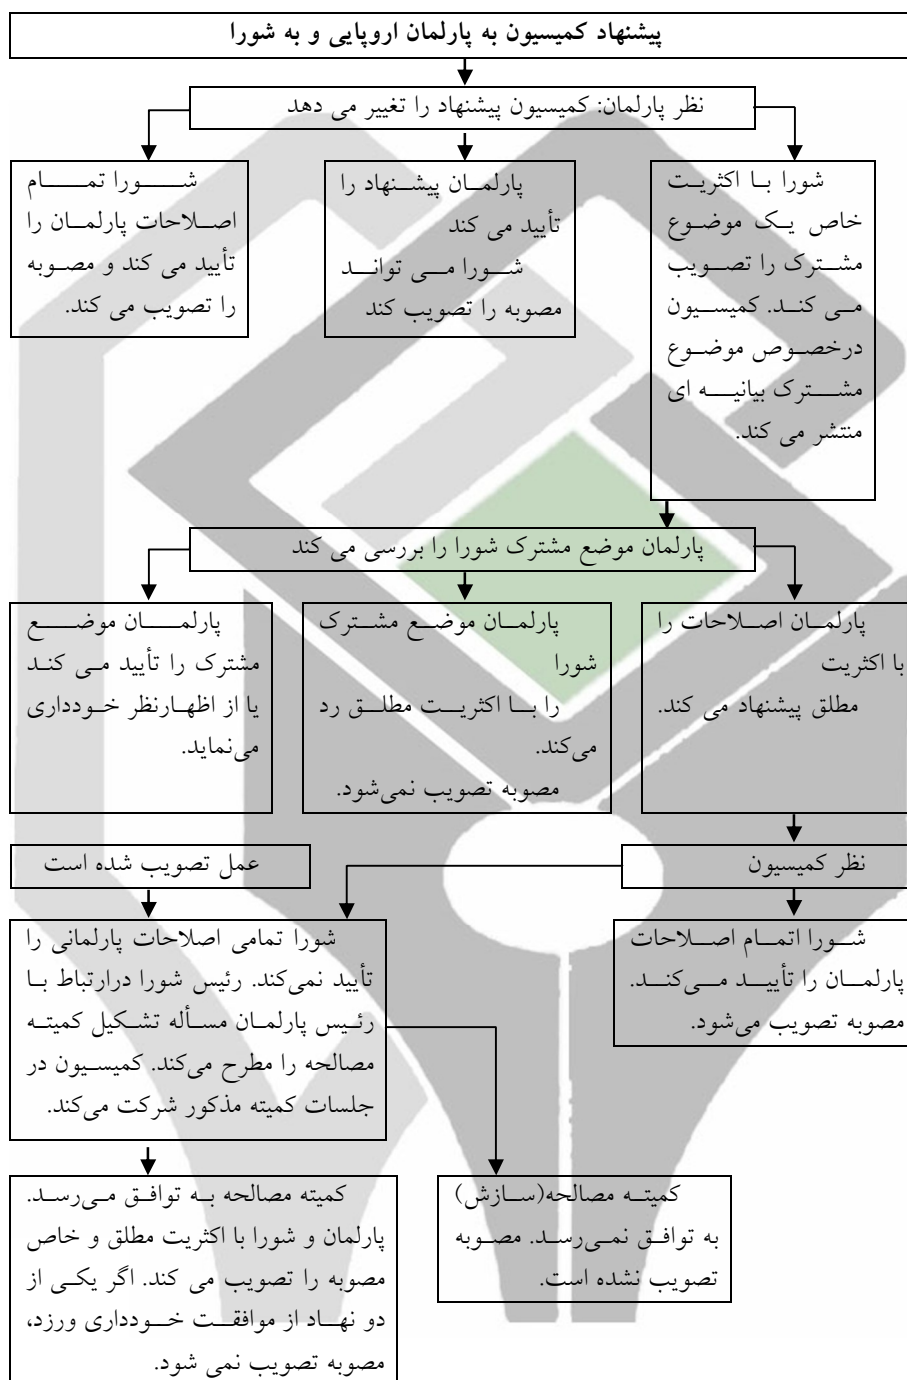 پیشنهاد کمیسیون به پارلمان اروپایی و به شورا
نظر پارلمان: کمیسیون پیشنهاد را تغییر می دهد
شورا با اکثریت
خاص یک موضوع
مشترک را تصویب
می کند. کمیسیون
درخصوص موضوع
مشترک بیانیه ای
منتشر می کند.
پارلمان پیشنهاد را
تأیید می کند
شورا می تواند
مصوبه را تصویب کند
شورا تمام
اصلاحات پارلمان را
تأیید می کند و مصوبه
را تصویب می کند.
پارلمان موضع مشترک شورا را بررسی می کند
پارلمان اصلاحات را
با اکثریت
مطلق پیشنهاد می کند.
پارلمان موضع مشترک
شورا
را با اکثریت مطلق رد
می‌کند.
مصوبه تصویب نمی‌شود.
پارلمان موضع
مشترک را تأیید می کند
یا از اظهارنظر خودداری
می‌نماید.
نظر کمیسیون
عمل تصویب شده است
شورا اتمام اصلاحات
پارلمان را تأیید می‌کند.
مصوبه تصویب می‌شود.
شورا تمامی اصلاحات پارلمانی را
تأیید نمی‌کند. رئیس شورا درارتباط با
رئیس پارلمان مسأله تشکیل کمیته
مصالحه را مطرح می‌کند. کمیسیون در
جلسات کمیته مذکور شرکت می‌کند.
کمیته مصالحه(سازش)
به توافق نمی‌رسد. مصوبه
تصویب نشده است.
کمیته مصالحه به توافق می‌رسد.
پارلمان و شورا با اکثریت مطلق و خاص
مصوبه را تصویب می کند. اگر یکی از
دو نهاد از موافقت خودداری ورزد،
مصوبه تصویب نمی شود.